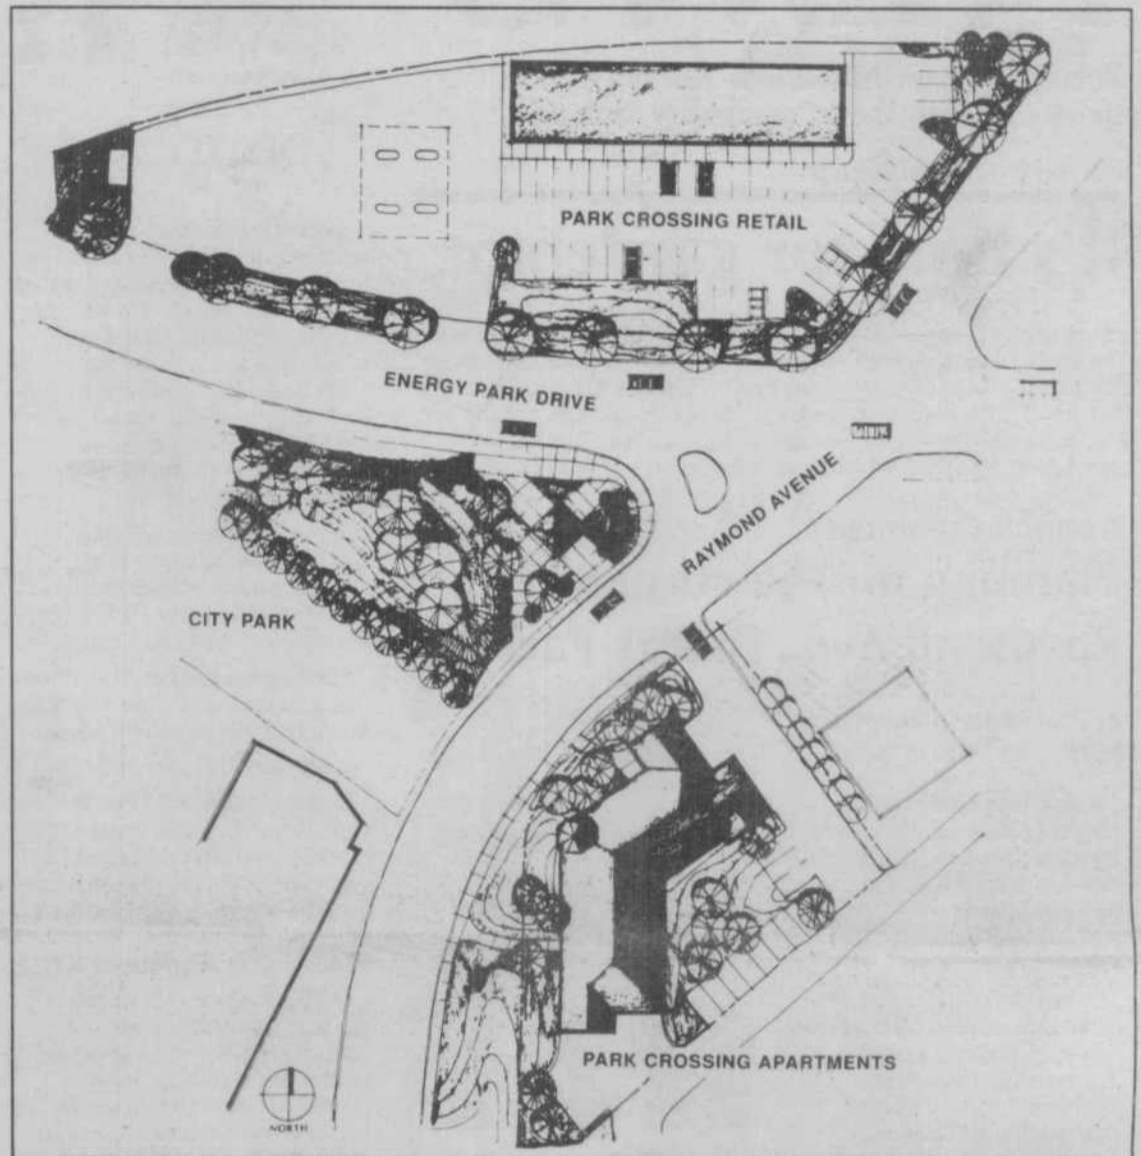 PARK CROSSING RETAIL
ENERGY PARK DRIVE
RAYMOND AVENUE
CITY PARK
PARK CROSSING APARTMENTS
NORTH